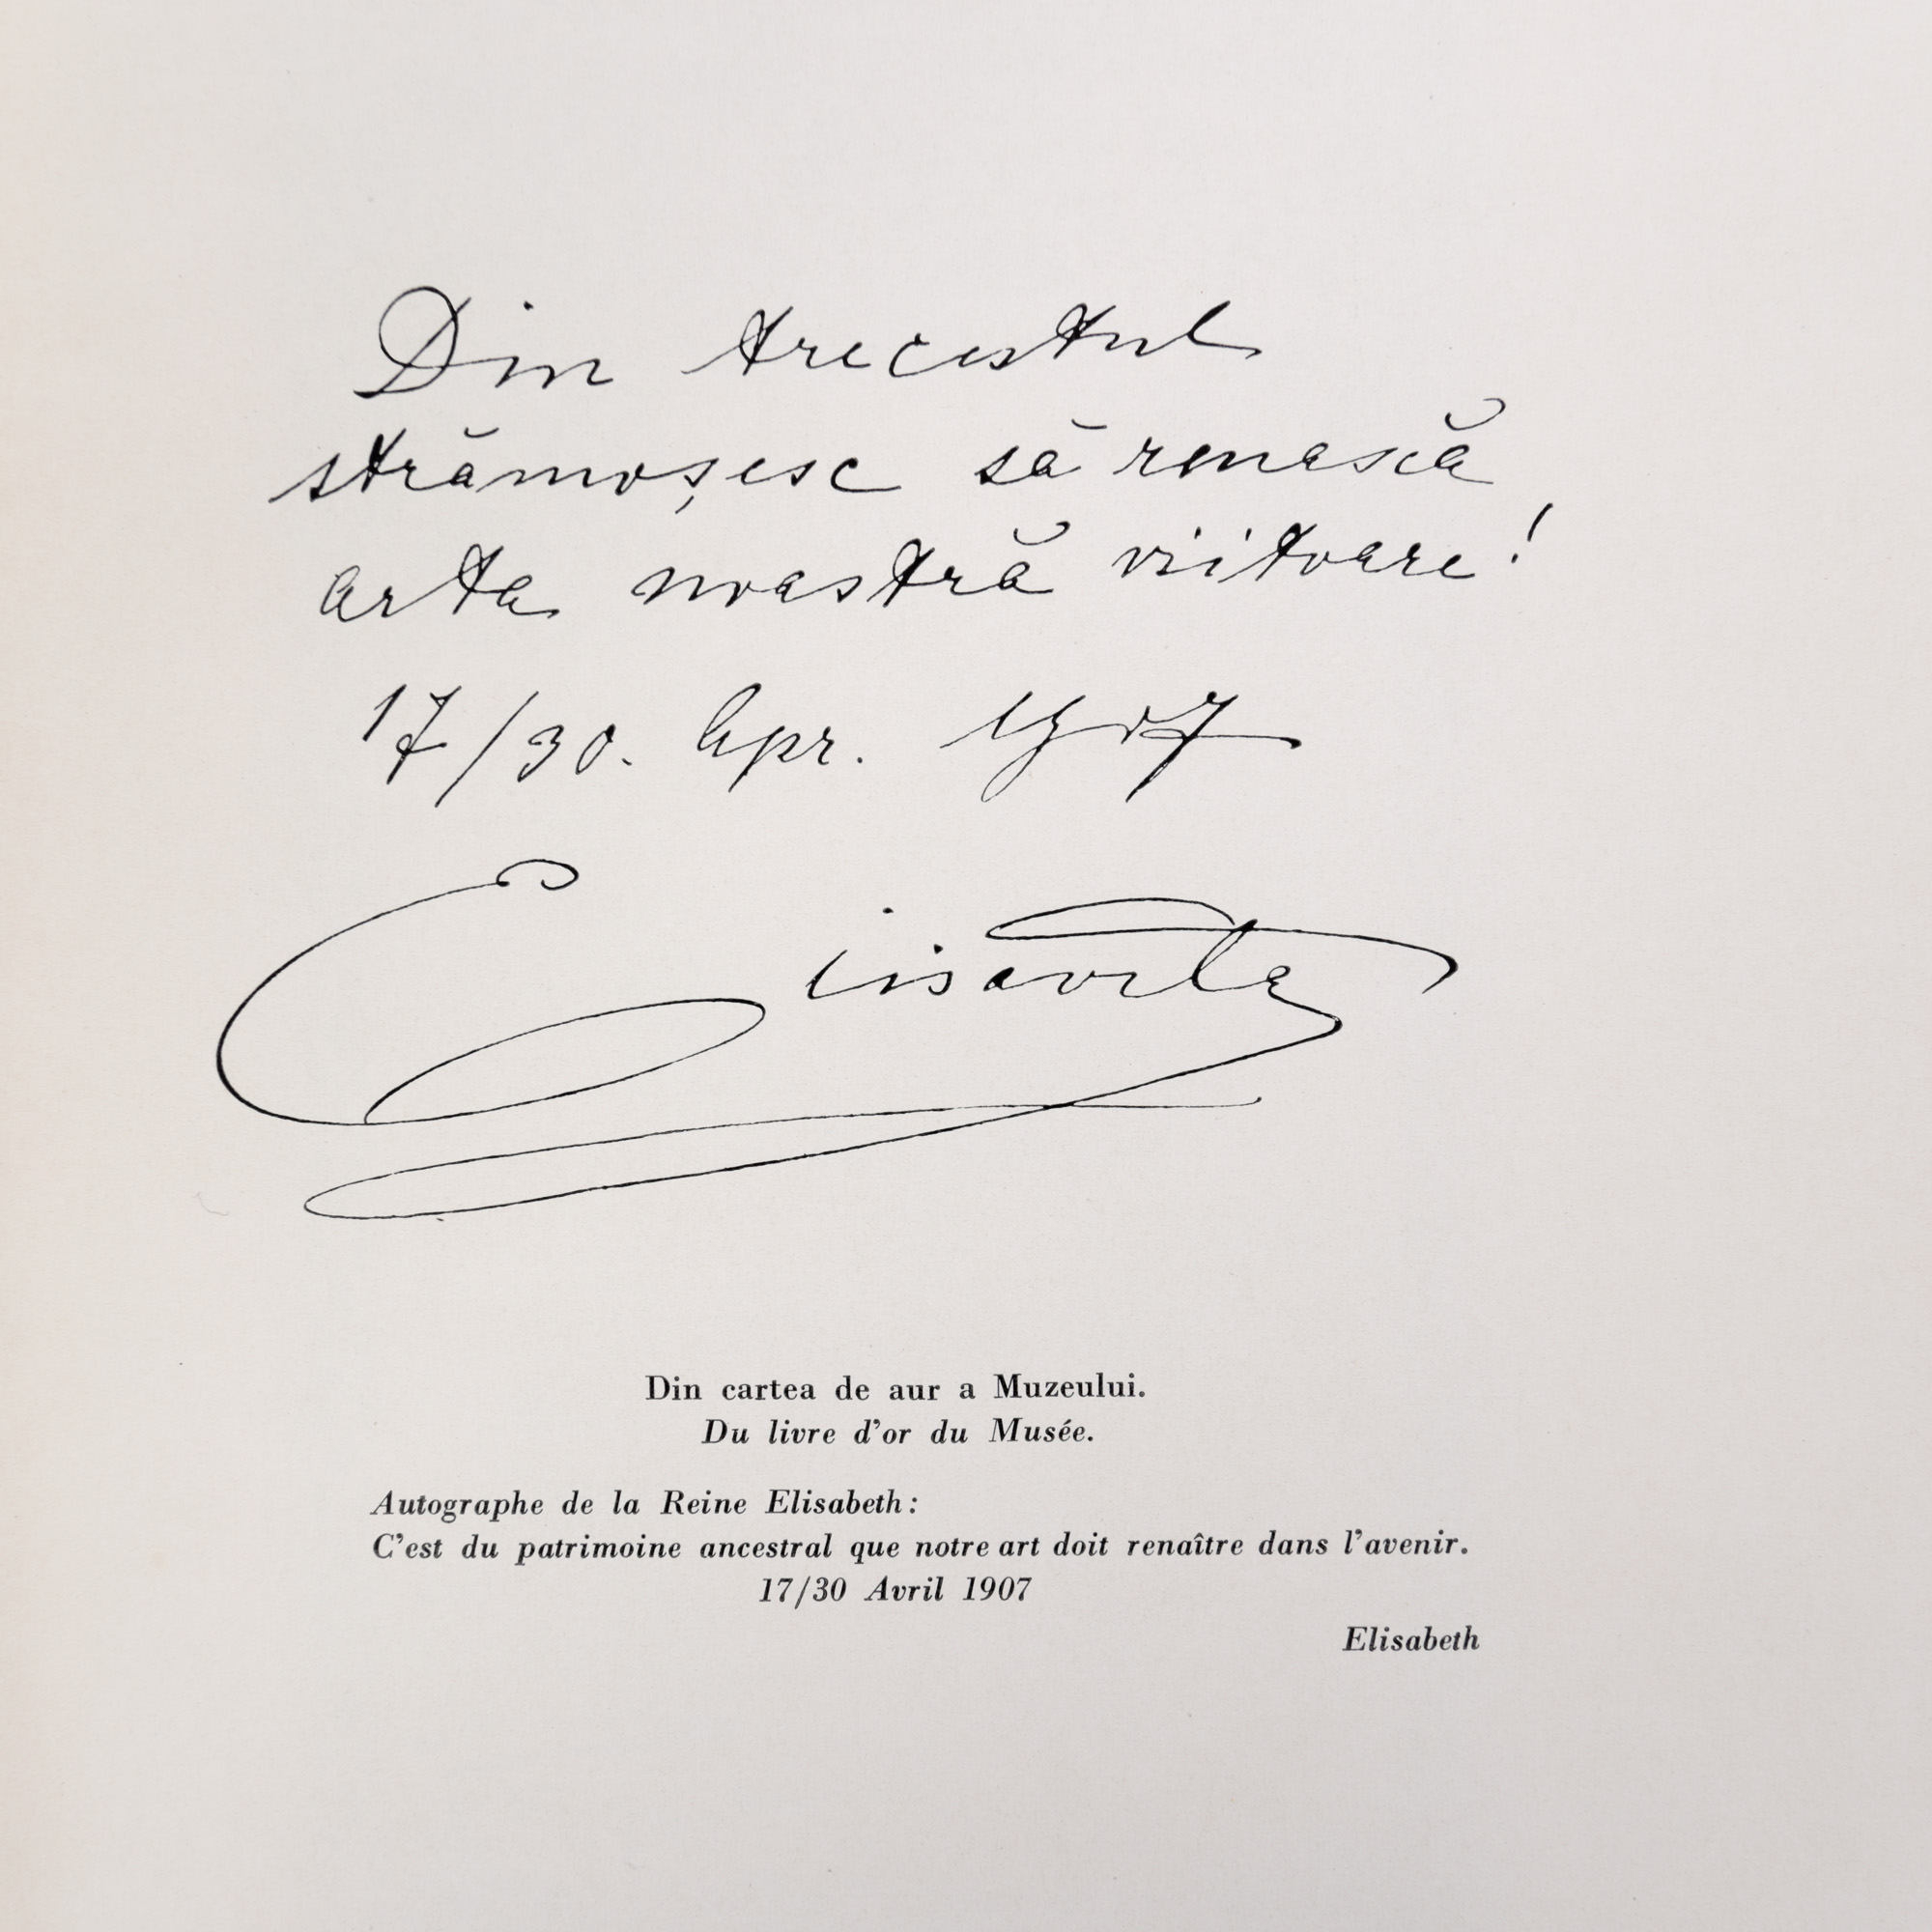 Din trecutul
strămoșesc să renască
arta noastră viitoare!
17/30. Apr. 1907
Elisaveta
Din cartea de aur a Muzeului.
Du livre d'or du Musée.
Autographe de la Reine Elisabeth:
C'est du patrimoine ancestral que notre art doit renaître dans l'avenir.
17/30 Avril 1907
Elisabeth